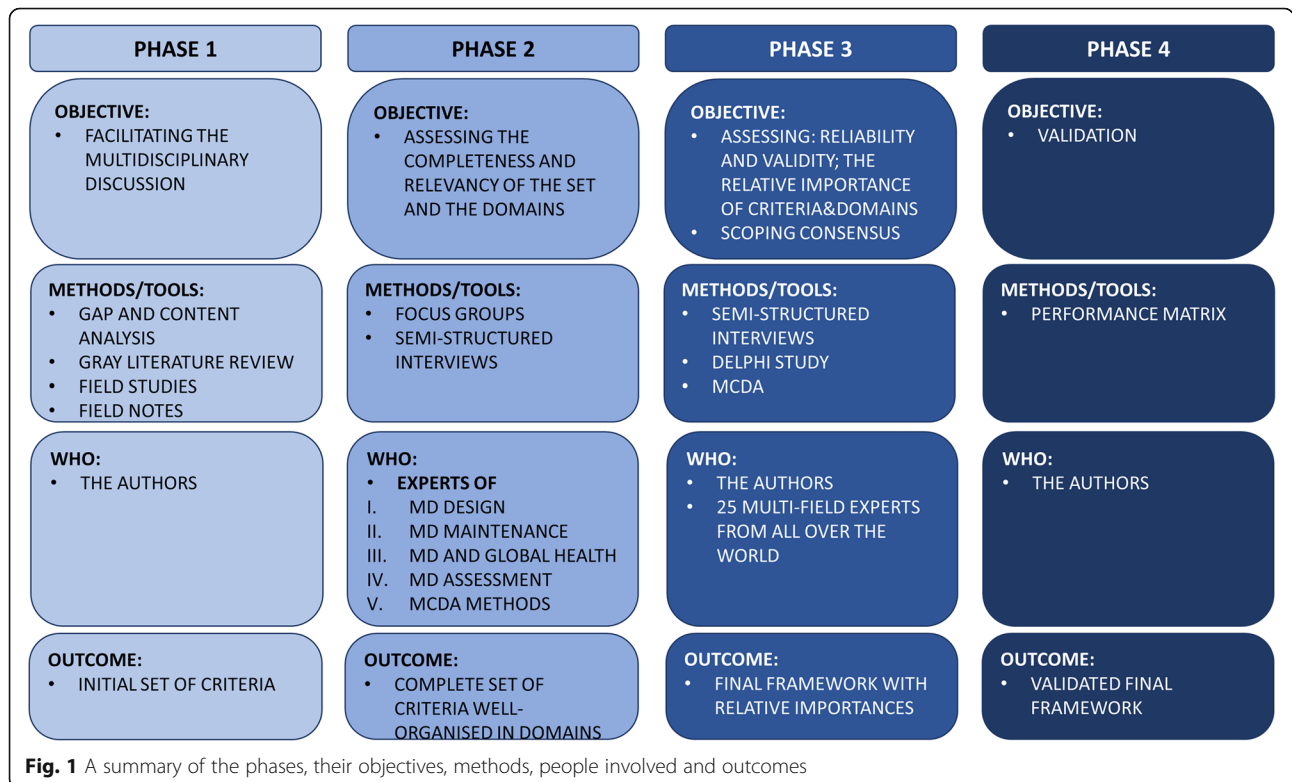 PHASE 1
OBJECTIVE:
• FACILITATING THE
MULTIDISCIPLINARY
DISCUSSION
METHODS/TOOLS:
• GAP AND CONTENT
ANALYSIS
• GRAY LITERATURE REVIEW
• FIELD STUDIES
• FIELD NOTES
WHO:
• THE AUTHORS
OUTCOME:
• INITIAL SET OF CRITERIA
PHASE 2
OBJECTIVE:
• ASSESSING THE
COMPLETENESS AND
RELEVANCY OF THE SET
AND THE DOMAINS
METHODS/TOOLS:
• FOCUS GROUPS
• SEMI-STRUCTURED
INTERVIEWS
WHO:
• EXPERTS OF
I. MD DESIGN
II. MD MAINTENANCE
III. MD AND GLOBAL HEALTH
IV. MD ASSESSMENT
V. MCDA METHODS
OUTCOME:
• COMPLETE SET OF
CRITERIA WELL-
ORGANISED IN DOMAINS
PHASE 3
OBJECTIVE:
• ASSESSING: RELIABILITY
AND VALIDITY; THE
RELATIVE IMPORTANCE
OF CRITERIA&DOMAINS
• SCOPING CONSENSUS
METHODS/TOOLS:
• SEMI-STRUCTURED
INTERVIEWS
• DELPHI STUDY
• MCDA
WHO:
• THE AUTHORS
• 25 MULTI-FIELD EXPERTS
FROM ALL OVER THE
WORLD
OUTCOME:
• FINAL FRAMEWORK WITH
RELATIVE IMPORTANCES
PHASE 4
OBJECTIVE:
• VALIDATION
METHODS/TOOLS:
• PERFORMANCE MATRIX
WHO:
• THE AUTHORS
OUTCOME:
• VALIDATED FINAL
FRAMEWORK
Fig. 1 A summary of the phases, their objectives, methods, people involved and outcomes